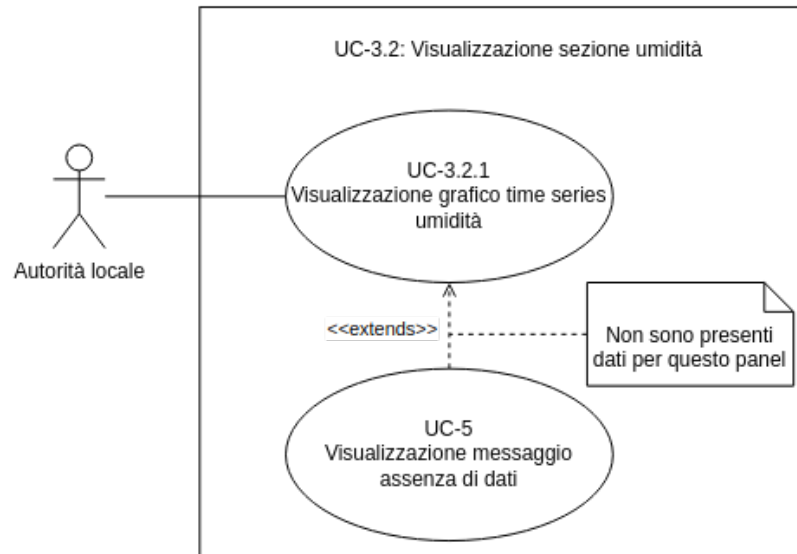 UC-3.2: Visualizzazione sezione umidità
UC-3.2.1
Visualizzazione grafico time series
umidità
Autorità locale
<<extends>>
Non sono presenti
dati per questo panel
UC-5
Visualizzazione messaggio
assenza di dati